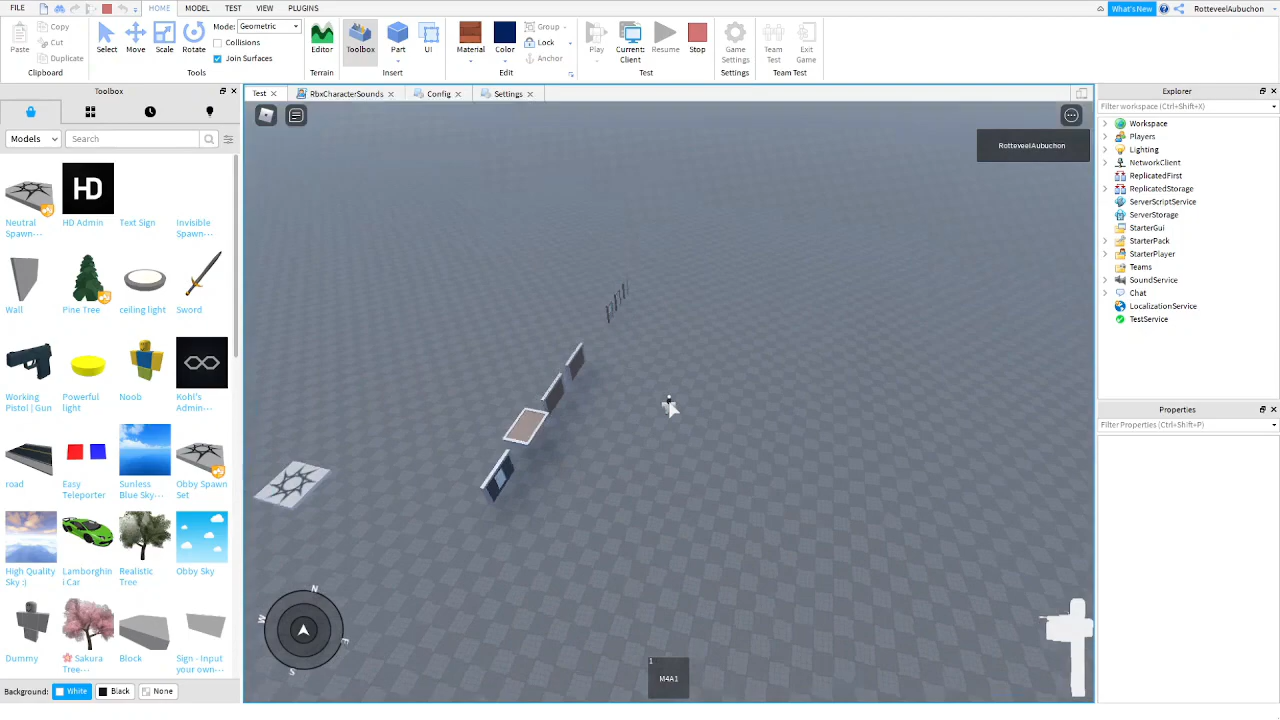 FILE HOME MODEL TEST VIEW PLUGINS What's New RotteveelAubuchon
Paste Copy Cut Duplicate Clipboard
Select Move Scale Rotate Mode: Geometric Collisions Join Surfaces Tools
Editor Terrain
Toolbox Part UI Insert
Material Color Group Lock Anchor Edit
Play Current: Client Resume Stop Test
Game Settings Settings
Team Test Exit Game Team Test
Toolbox
Test RbxCharacterSounds Config Settings
Models Search
Neutral Spawn··· HD HD Admin Text Sign Invisible Spawn···
Wall Pine Tree ceiling light Sword
Working Pistol | Gun Powerful light Noob Kohl's Admin···
road Easy Teleporter Sunless Blue Sky··· Obby Spawn Set
High Quality Sky :) Lamborghin i Car Realistic Tree Obby Sky
Dummy 🌸 Sakura Tree··· Block Sign - Input your own···
Background: White Black None
RotteveelAubuchon
N
W
E
S
1
M4A1
Explorer
Filter workspace (Ctrl+Shift+X)
Workspace
Players
Lighting
NetworkClient
ReplicatedFirst
ReplicatedStorage
ServerScriptService
ServerStorage
StarterGui
StarterPack
StarterPlayer
Teams
SoundService
Chat
LocalizationService
TestService
Properties
Filter Properties (Ctrl+Shift+P)